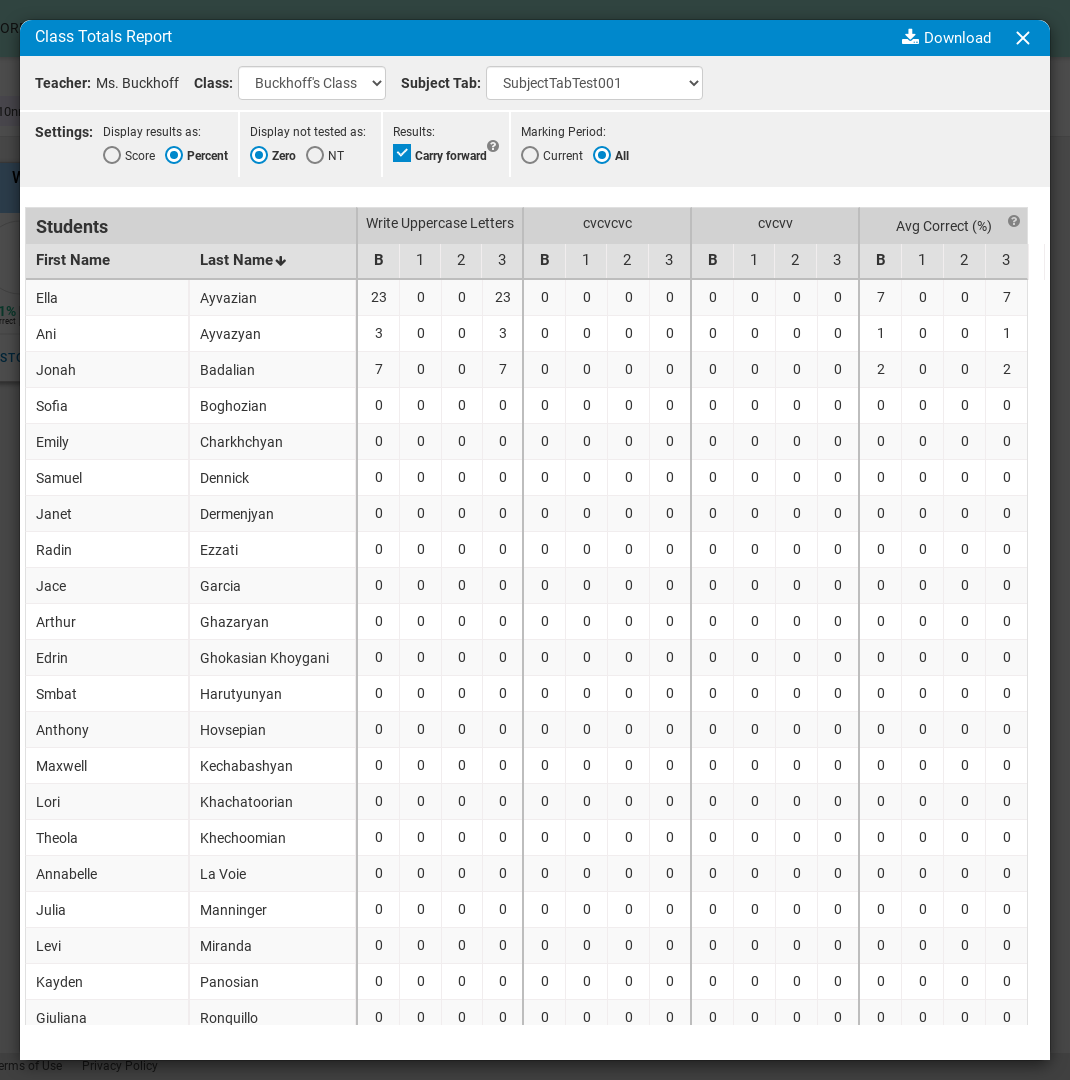 Class Totals Report Download
Teacher: Ms. Buckhoff Class: Buckhoff's Class Subject Tab: SubjectTabTest001
Settings: Display results as: Display not tested as: Results: Marking Period:
Score Percent Zero NT Carry forward ? Current All
Students Write Uppercase Letters cvcvcvc cvcvv Avg Correct (%) ?
First Name Last Name B 1 2 3 B 1 2 3 B 1 2 3 B 1 2 3
Ella Ayvazian 23 0 0 23 0 0 0 0 0 0 0 0 7 0 0 7
Ani Ayvazyan 3 0 0 3 0 0 0 0 0 0 0 0 1 0 0 1
Jonah Badalian 7 0 0 7 0 0 0 0 0 0 0 0 2 0 0 2
Sofia Boghozian 0 0 0 0 0 0 0 0 0 0 0 0 0 0 0 0
Emily Charkhchyan 0 0 0 0 0 0 0 0 0 0 0 0 0 0 0 0
Samuel Dennick 0 0 0 0 0 0 0 0 0 0 0 0 0 0 0 0
Janet Dermenjyan 0 0 0 0 0 0 0 0 0 0 0 0 0 0 0 0
Radin Ezzati 0 0 0 0 0 0 0 0 0 0 0 0 0 0 0 0
Jace Garcia 0 0 0 0 0 0 0 0 0 0 0 0 0 0 0 0
Arthur Ghazaryan 0 0 0 0 0 0 0 0 0 0 0 0 0 0 0 0
Edrin Ghokasian Khoygani 0 0 0 0 0 0 0 0 0 0 0 0 0 0 0 0
Smbat Harutyunyan 0 0 0 0 0 0 0 0 0 0 0 0 0 0 0 0
Anthony Hovsepian 0 0 0 0 0 0 0 0 0 0 0 0 0 0 0 0
Maxwell Kechabashyan 0 0 0 0 0 0 0 0 0 0 0 0 0 0 0 0
Lori Khachatoorian 0 0 0 0 0 0 0 0 0 0 0 0 0 0 0 0
Theola Khechoomian 0 0 0 0 0 0 0 0 0 0 0 0 0 0 0 0
Annabelle La Voie 0 0 0 0 0 0 0 0 0 0 0 0 0 0 0 0
Julia Manninger 0 0 0 0 0 0 0 0 0 0 0 0 0 0 0 0
Levi Miranda 0 0 0 0 0 0 0 0 0 0 0 0 0 0 0 0
Kayden Panosian 0 0 0 0 0 0 0 0 0 0 0 0 0 0 0 0
Giuliana Ronquillo 0 0 0 0 0 0 0 0 0 0 0 0 0 0 0 0
erms of Use Privacy Policy